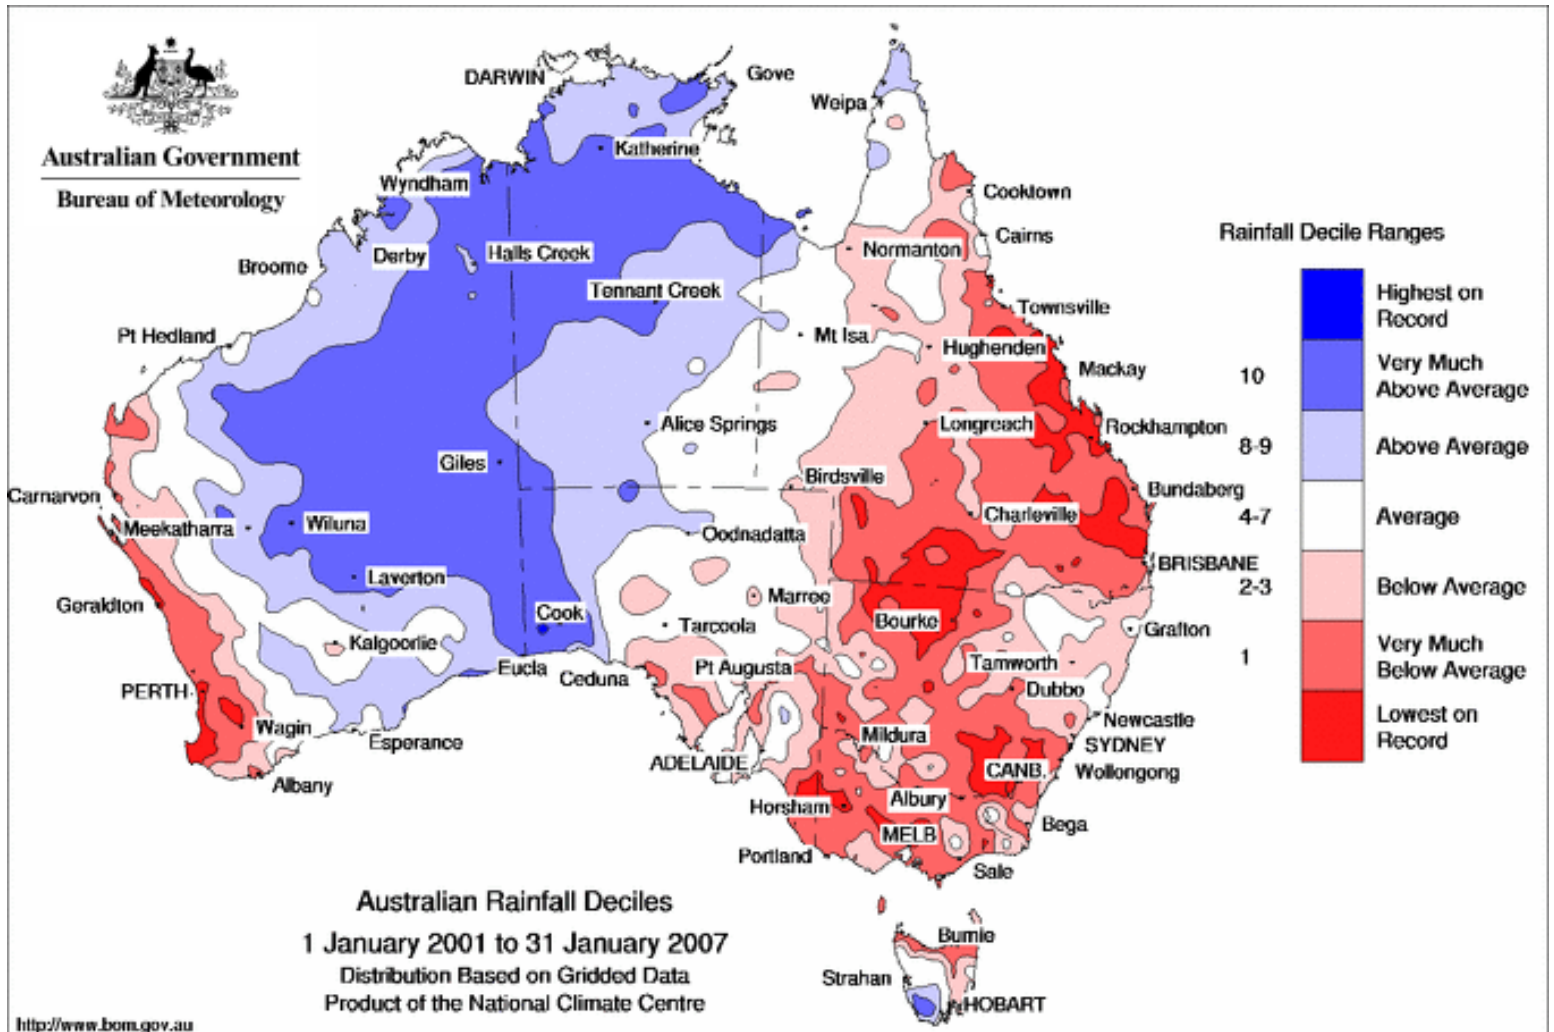 Australian Government
Bureau of Meteorology
DARWIN
Gove
Weipa
Katherine
Wyndham
Cooktown
Cairns
Normanton
Halls Creek
Derby
Broome
Tennant Creek
Townsville
Pt Hedland
Mt Isa
Hughenden
Mackay
Alice Springs
Longreach
Rockhampton
Giles
Birdsville
Bundaberg
Carnarvon
Meekatharra
Wiluna
Charleville
Oodnadatta
BRISBANE
Laverton
Geraldton
Marree
Cook
Bourke
Tarcoola
Grafton
Kalgoorlie
Eucla
Ceduna
Pt Augusta
Tamworth
PERTH
Dubbo
Wagin
Newcastle
Esperance
Mildura
SYDNEY
ADELAIDE
CANB.
Wollongong
Albany
Horsham
Albury
MELB
Bega
Portland
Sale
Burnie
Strahan
HOBART
Rainfall Decile Ranges
Highest on
Record
10
Very Much
Above Average
8-9
Above Average
4-7
Average
2-3
Below Average
1
Very Much
Below Average
Lowest on
Record
Australian Rainfall Deciles
1 January 2001 to 31 January 2007
Distribution Based on Gridded Data
Product of the National Climate Centre
http://www.bom.gov.au